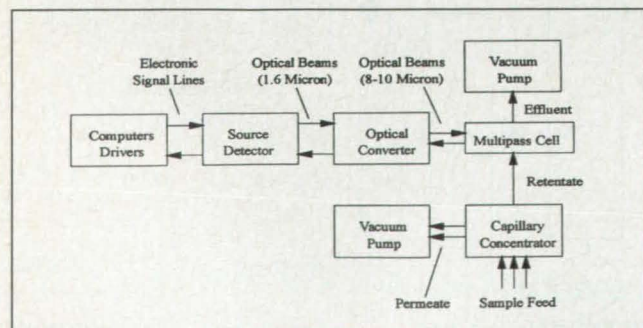 Electronic
Signal Lines
Optical Beams
(1.6 Micron)
Optical Beams
(8-10 Micron)
Vacuum
Pump
Effluent
Computers
Drivers
Source
Detector
Optical
Converter
Multipass Cell
Retentate
Vacuum
Pump
Capillary
Concentrator
Permeate
Sample Feed